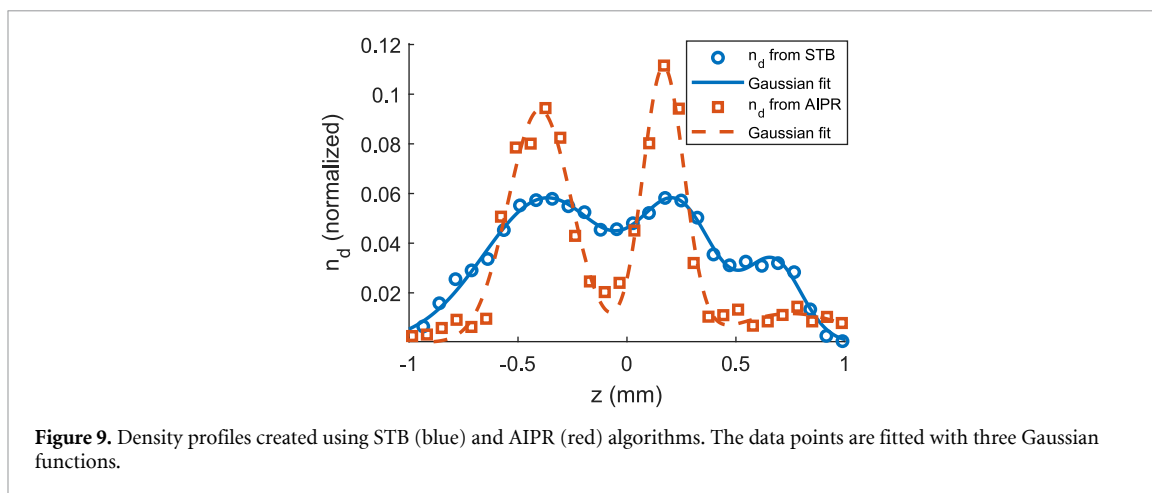 0.12
0.1
0.08
0.06
0.04
0.02
n_d (normalized)
-1
-0.5
0
0.5
1
z (mm)
n_d from STB
Gaussian fit
n_d from AIPR
Gaussian fit
Figure 9. Density profiles created using STB (blue) and AIPR (red) algorithms. The data points are fitted with three Gaussian
functions.